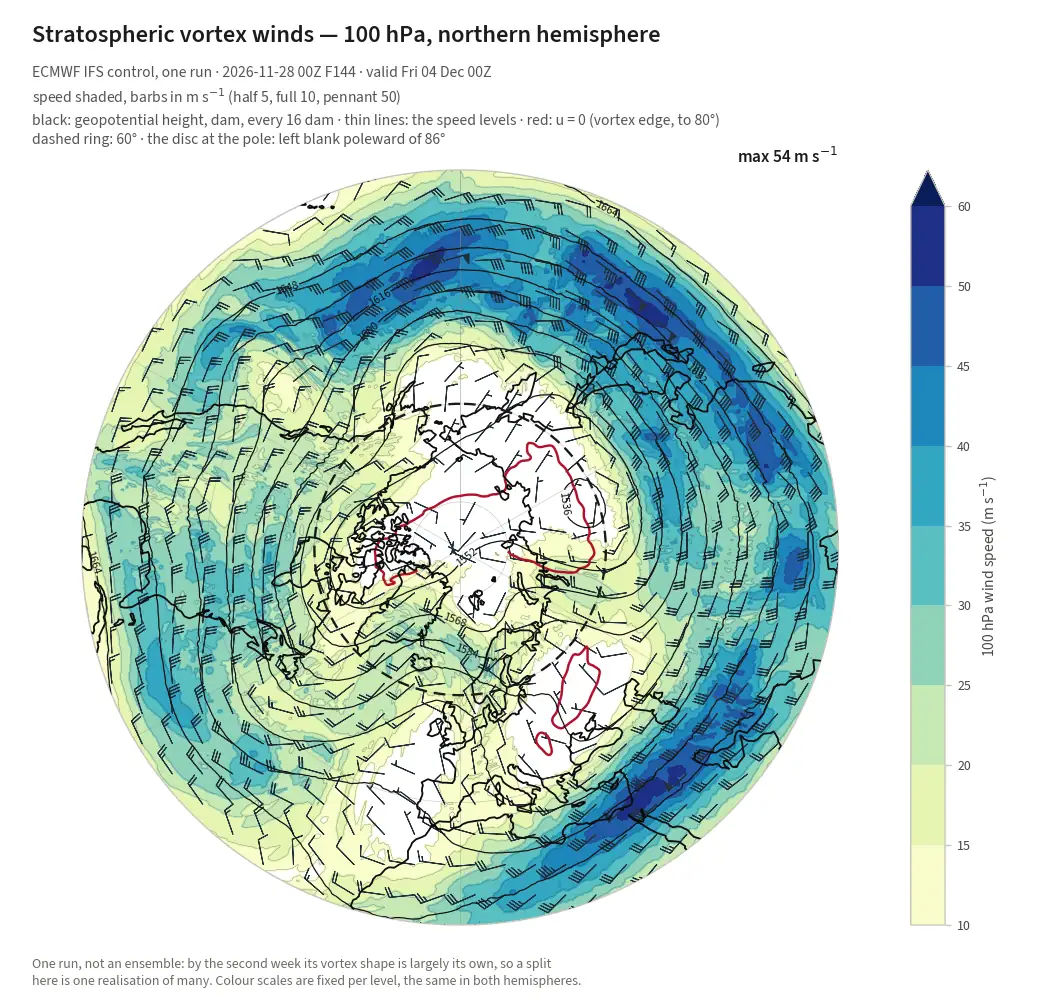 Stratospheric vortex winds — 100 hPa, northern hemisphere
ECMWF IFS control, one run · 2026-11-28 00Z F144 · valid Fri 04 Dec 00Z
speed shaded, barbs in m s⁻¹ (half 5, full 10, pennant 50)
black: geopotential height, dam, every 16 dam · thin lines: the speed levels · red: u = 0 (vortex edge, to 80°)
dashed ring: 60° · the disc at the pole: left blank poleward of 86°
max 54 m s⁻¹
1664
1648
1616
1536
1552
1568
1664
60
50
45
40
35
30
25
20
15
10
100 hPa wind speed (m s⁻¹)
One run, not an ensemble: by the second week its vortex shape is largely its own, so a split
here is one realisation of many. Colour scales are fixed per level, the same in both hemispheres.